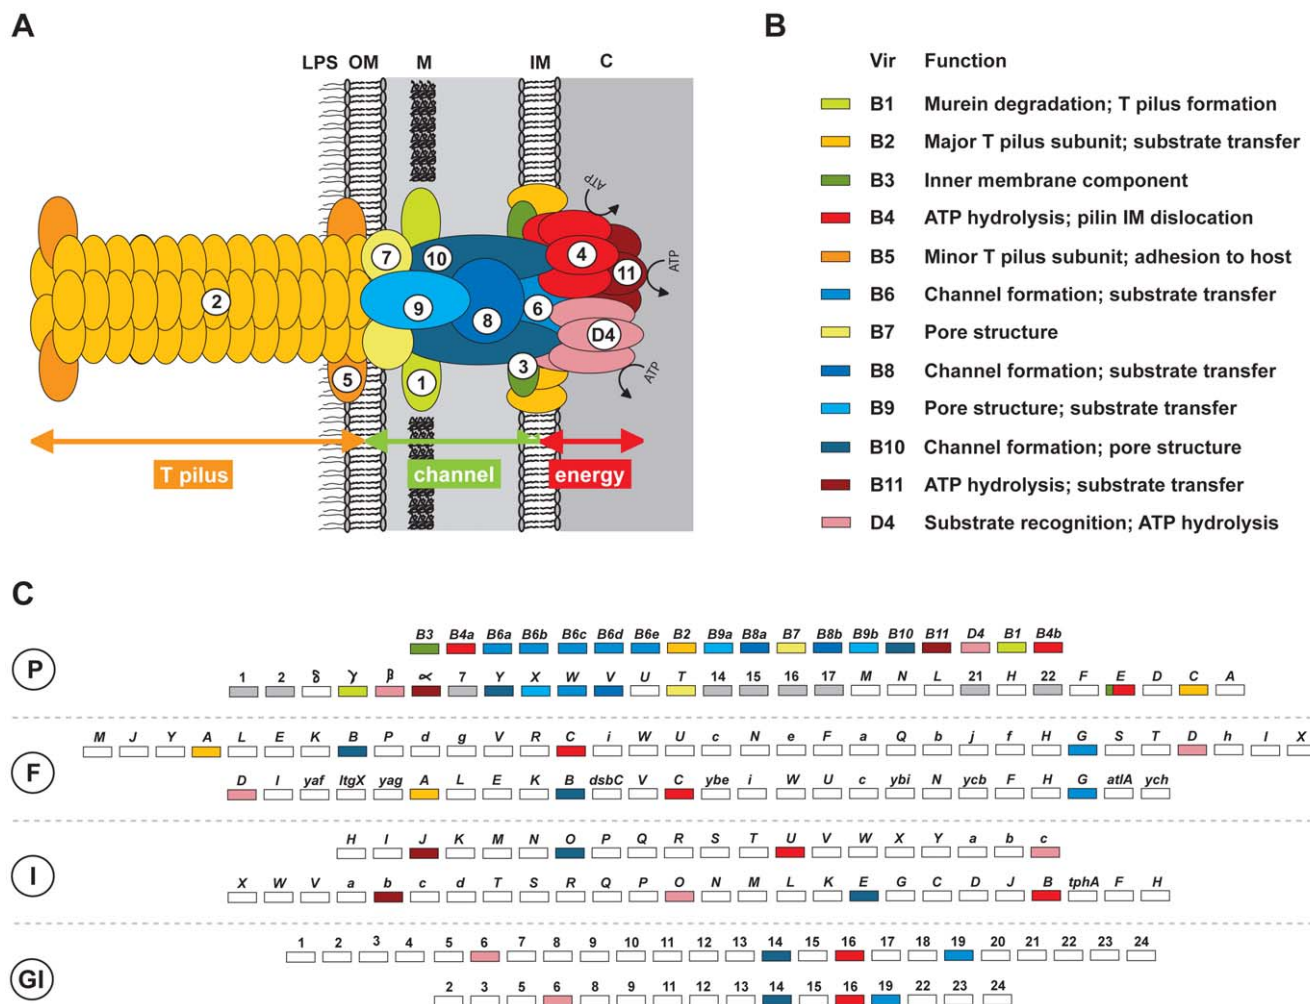 A
B
LPS OM M IM C
Vir Function
B1 Murein degradation; T pilus formation
B2 Major T pilus subunit; substrate transfer
B3 Inner membrane component
B4 ATP hydrolysis; pilin IM dislocation
B5 Minor T pilus subunit; adhesion to host
B6 Channel formation; substrate transfer
B7 Pore structure
B8 Channel formation; substrate transfer
B9 Pore structure; substrate transfer
B10 Channel formation; pore structure
B11 ATP hydrolysis; substrate transfer
D4 Substrate recognition; ATP hydrolysis
ATP
7 10 4
11 ATP
2 9 8 6
D4
3
5 1
ATP
T pilus channel energy
C
P
B3 B4a B6a B6b B6c B6d B6e B2 B9a B8a B7 B8b B9b B10 B11 D4 B1 B4b
1 2 δ γ β ∝ 7 Y X W V U T 14 15 16 17 M N L 21 H 22 F E D C A
F
M J Y A L E K B P d g V R C i W U c N e F a Q b j f H G S T D h I X
D I yaf ltgX yag A L E K B dsbC V C ybe i W U c ybi N ycb F H G atlA ych
I
H I J K M N O P Q R S T U V W X Y a b c
X W V a b c d T S R Q P O N M L K E G C D J B tphA F H
GI
1 2 3 4 5 6 7 8 9 10 11 12 13 14 15 16 17 18 19 20 21 22 23 24
2 3 5 6 8 9 11 12 13 14 15 16 19 22 23 24